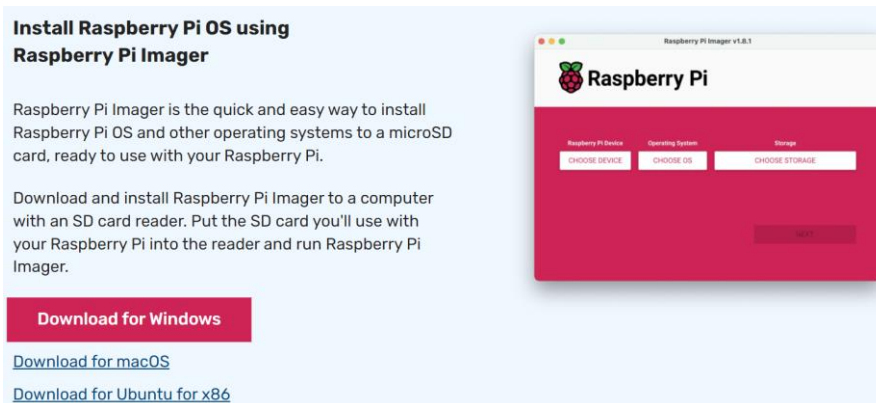 Install Raspberry Pi OS using
Raspberry Pi Imager
Raspberry Pi Imager is the quick and easy way to install
Raspberry Pi OS and other operating systems to a microSD
card, ready to use with your Raspberry Pi.
Download and install Raspberry Pi Imager to a computer
with an SD card reader. Put the SD card you'll use with
your Raspberry Pi into the reader and run Raspberry Pi
Imager.
Download for Windows
Download for macOS
Download for Ubuntu for x86
Raspberry Pi Imager v1.8.1
Raspberry Pi
Raspberry Pi Device Operating System Storage
CHOOSE DEVICE CHOOSE OS CHOOSE STORAGE
NEXT